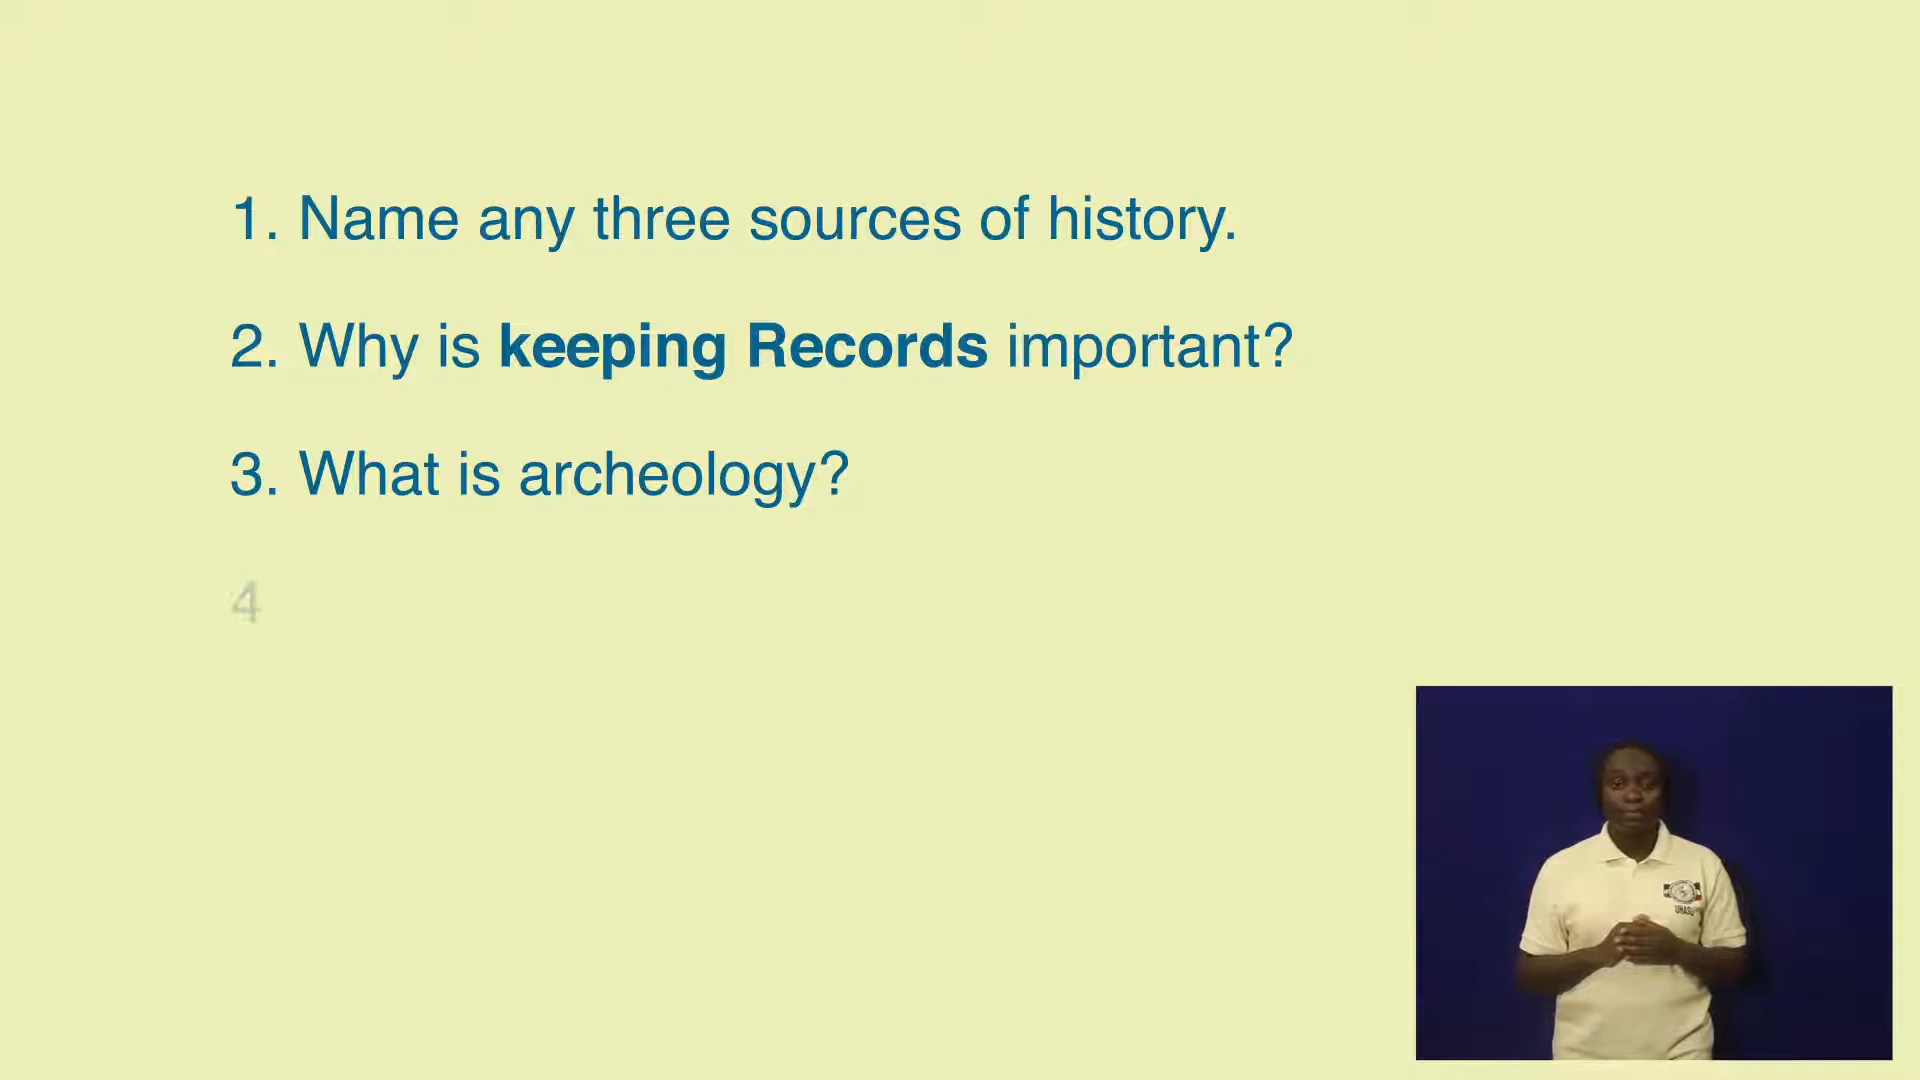 1. Name any three sources of history.
2. Why is keeping Records important?
3. What is archeology?
4